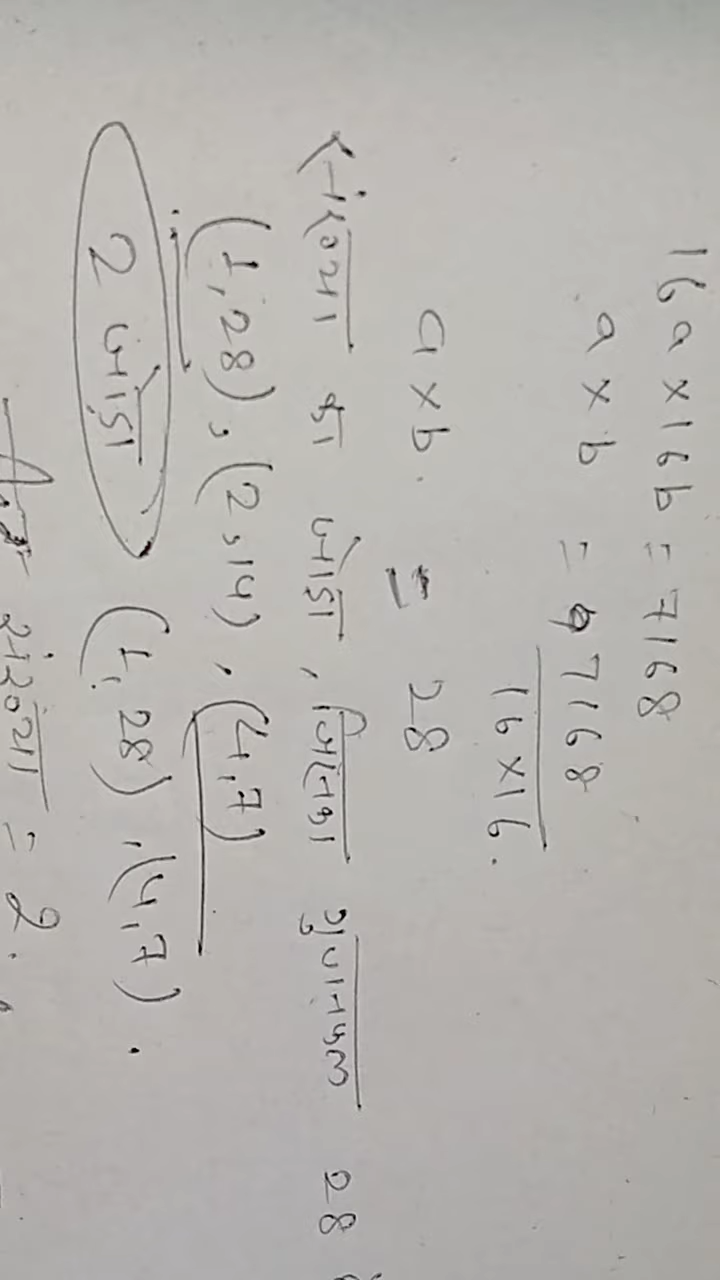 16a × 16b = 7168
a × b = 7168
16 × 16.
a × b. = 28
संख्या का जोड़ा, जिसका गुणनफल 28
(1, 28), (2, 14), (4, 7)
2 जोड़ा (1, 28), (4, 7).
संख्या = 2.